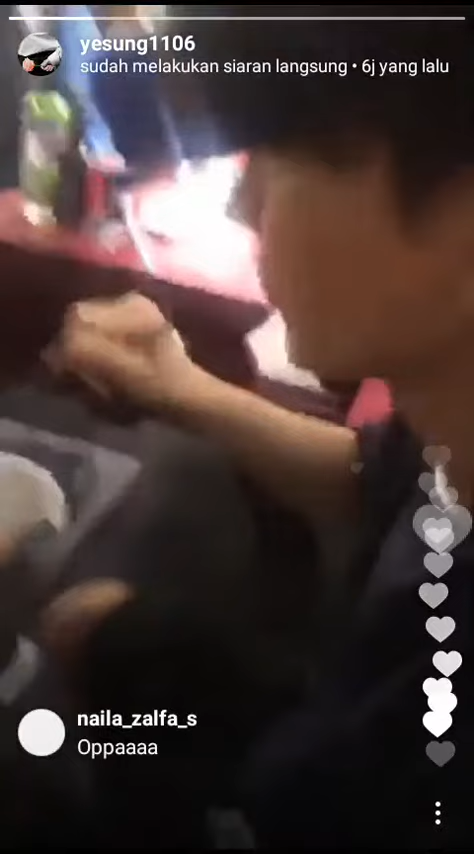 yesung1106
sudah melakukan siaran langsung • 6j yang lalu
naila_zalfa_s
Oppaaaa